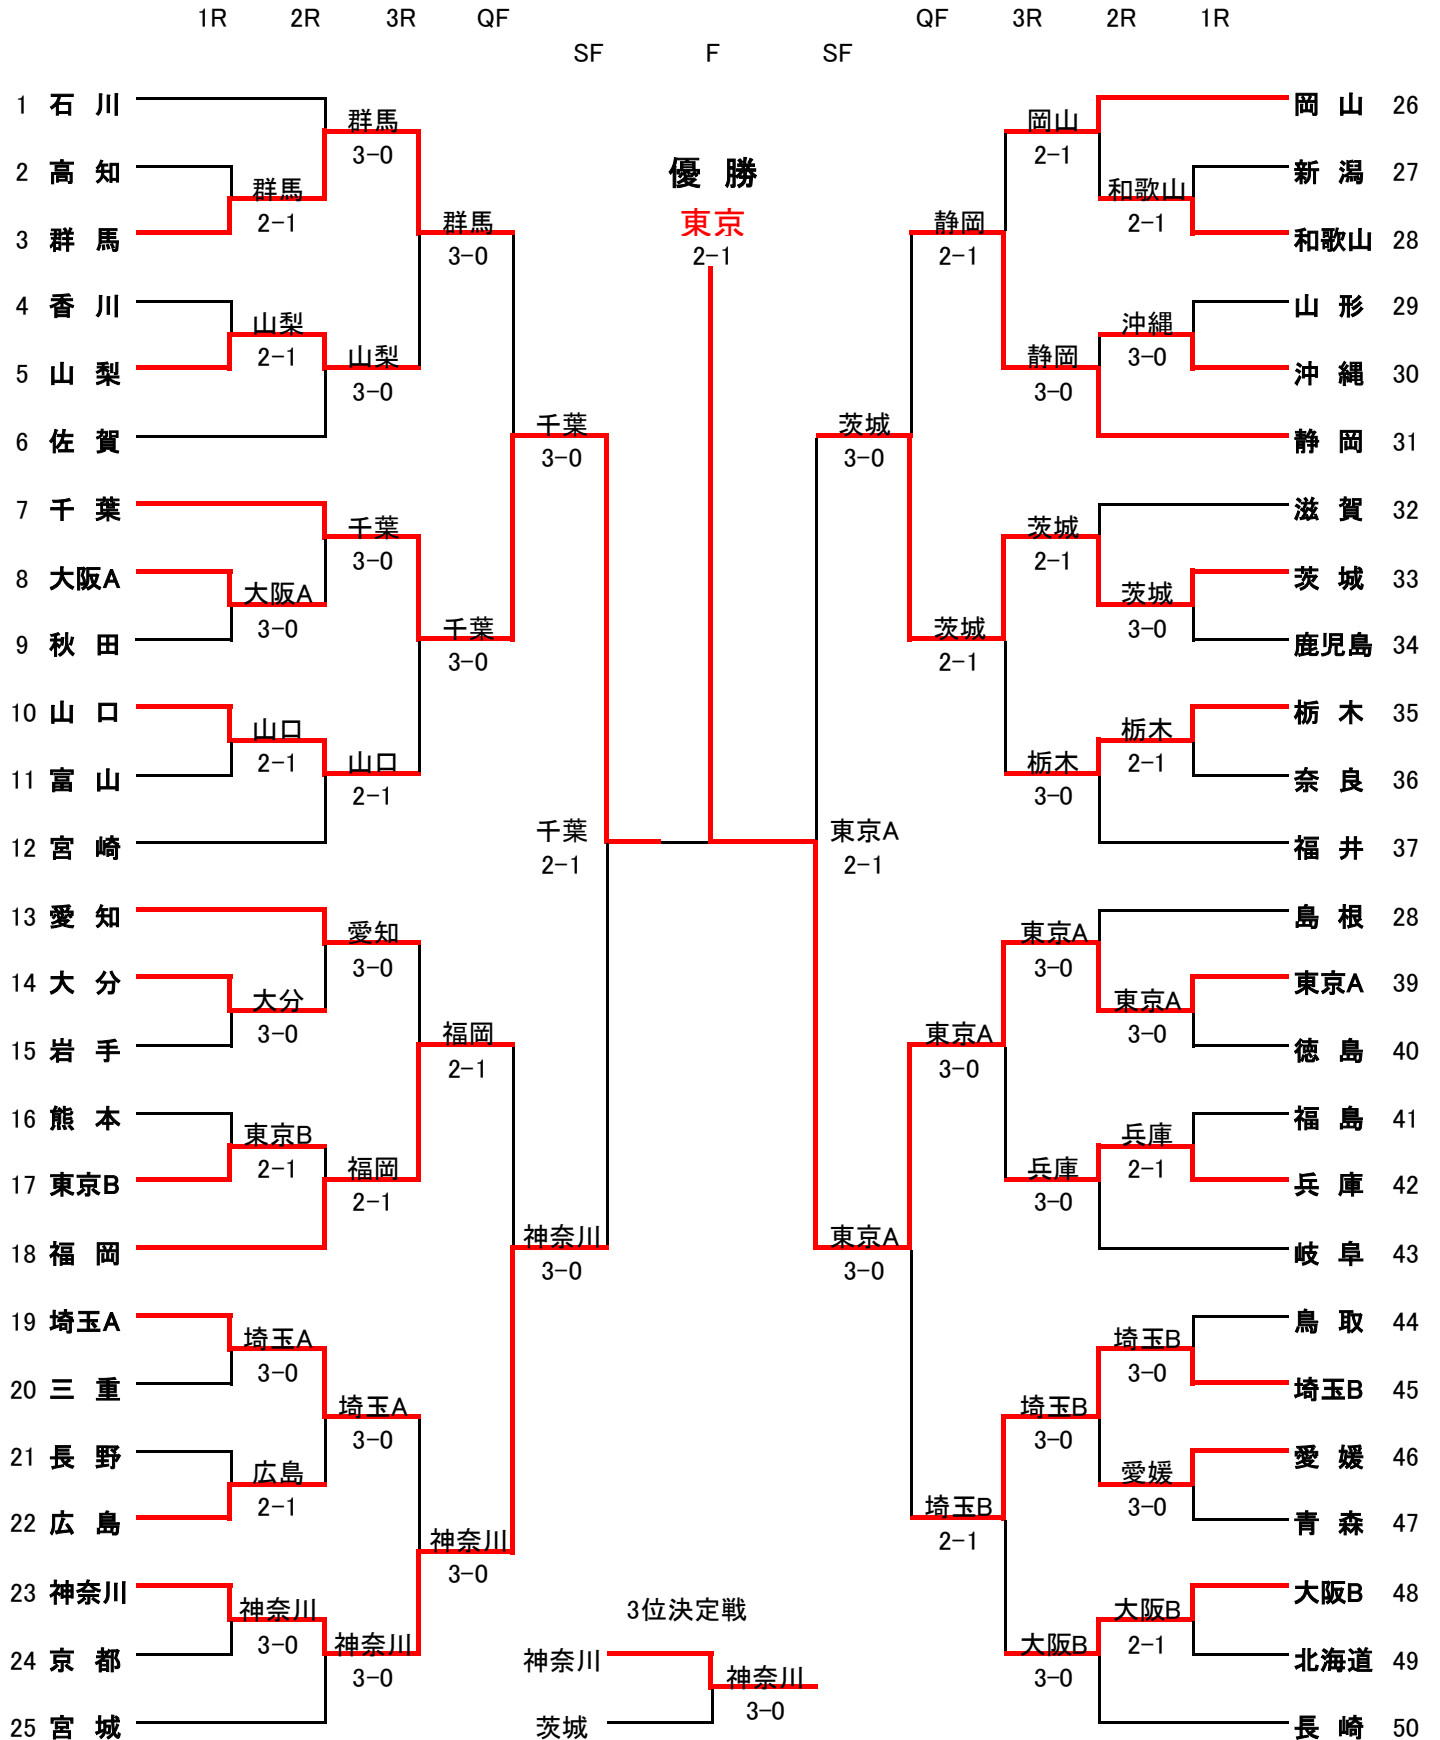 1R 2R 3R QF QF 3R 2R 1R
SF F SF
1 石 川 岡 山 26
群馬 岡山
3-0 2-1
2 高 知 優 勝 新 潟 27
群馬 和歌山
2-1 群馬 東京 静岡 2-1
3 群 馬 和歌山 28
3-0 2-1 2-1
4 香 川 山 形 29
山梨 沖縄
2-1 山梨 静岡 3-0
5 山 梨 沖 縄 30
3-0 3-0
千葉 茨城
6 佐 賀 静 岡 31
3-0 3-0
7 千 葉 滋 賀 32
千葉 茨城
3-0 2-1
8 大阪A 茨 城 33
大阪A 茨城
3-0 千葉 茨城 3-0
9 秋 田 鹿児島 34
3-0 2-1
10 山 口 栃 木 35
山口 栃木
2-1 山口 栃木 2-1
11 富 山 奈 良 36
2-1 3-0
千葉 東京A
12 宮 崎 福 井 37
2-1 2-1
13 愛 知 島 根 28
愛知 東京A
3-0 3-0
14 大 分 東京A 39
大分 東京A
3-0 福岡 東京A 3-0
15 岩 手 徳 島 40
2-1 3-0
16 熊 本 福 島 41
東京B 兵庫
2-1 福岡 兵庫 2-1
17 東京B 兵 庫 42
2-1 3-0
神奈川 東京A
18 福 岡 岐 阜 43
3-0 3-0
19 埼玉A 鳥 取 44
埼玉A 埼玉B
3-0 3-0
20 三 重 埼玉B 45
埼玉A 埼玉B
3-0 3-0
21 長 野 愛 媛 46
広島 愛媛
2-1 埼玉B 3-0
22 広 島 青 森 47
神奈川 2-1
3-0
23 神奈川 大阪B 48
神奈川 3位決定戦 大阪B
3-0 神奈川 大阪B 2-1
24 京 都 神奈川 北海道 49
3-0 神奈川 3-0
3-0
25 宮 城 茨城 長 崎 50